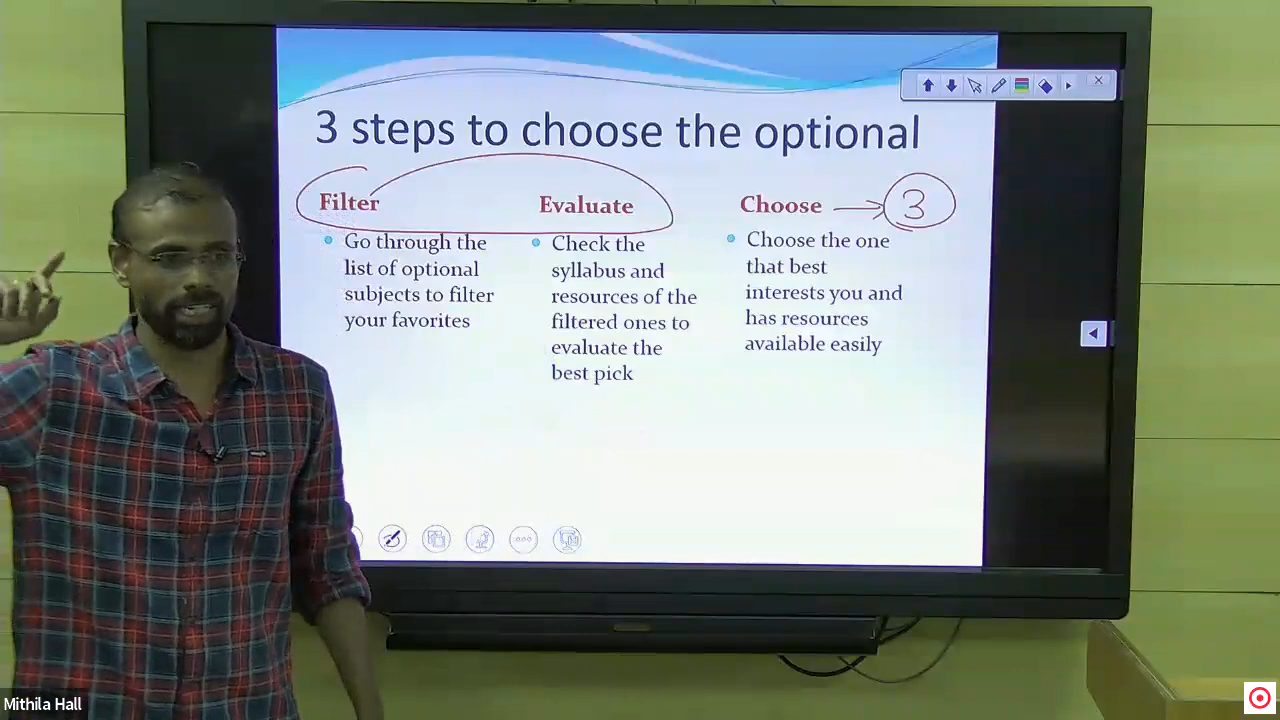 3 steps to choose the optional
Filter
Go through the
list of optional
subjects to filter
your favorites
Evaluate
Check the
syllabus and
resources of the
filtered ones to
evaluate the
best pick
Choose → 3
Choose the one
that best
interests you and
has resources
available easily
Mithila Hall